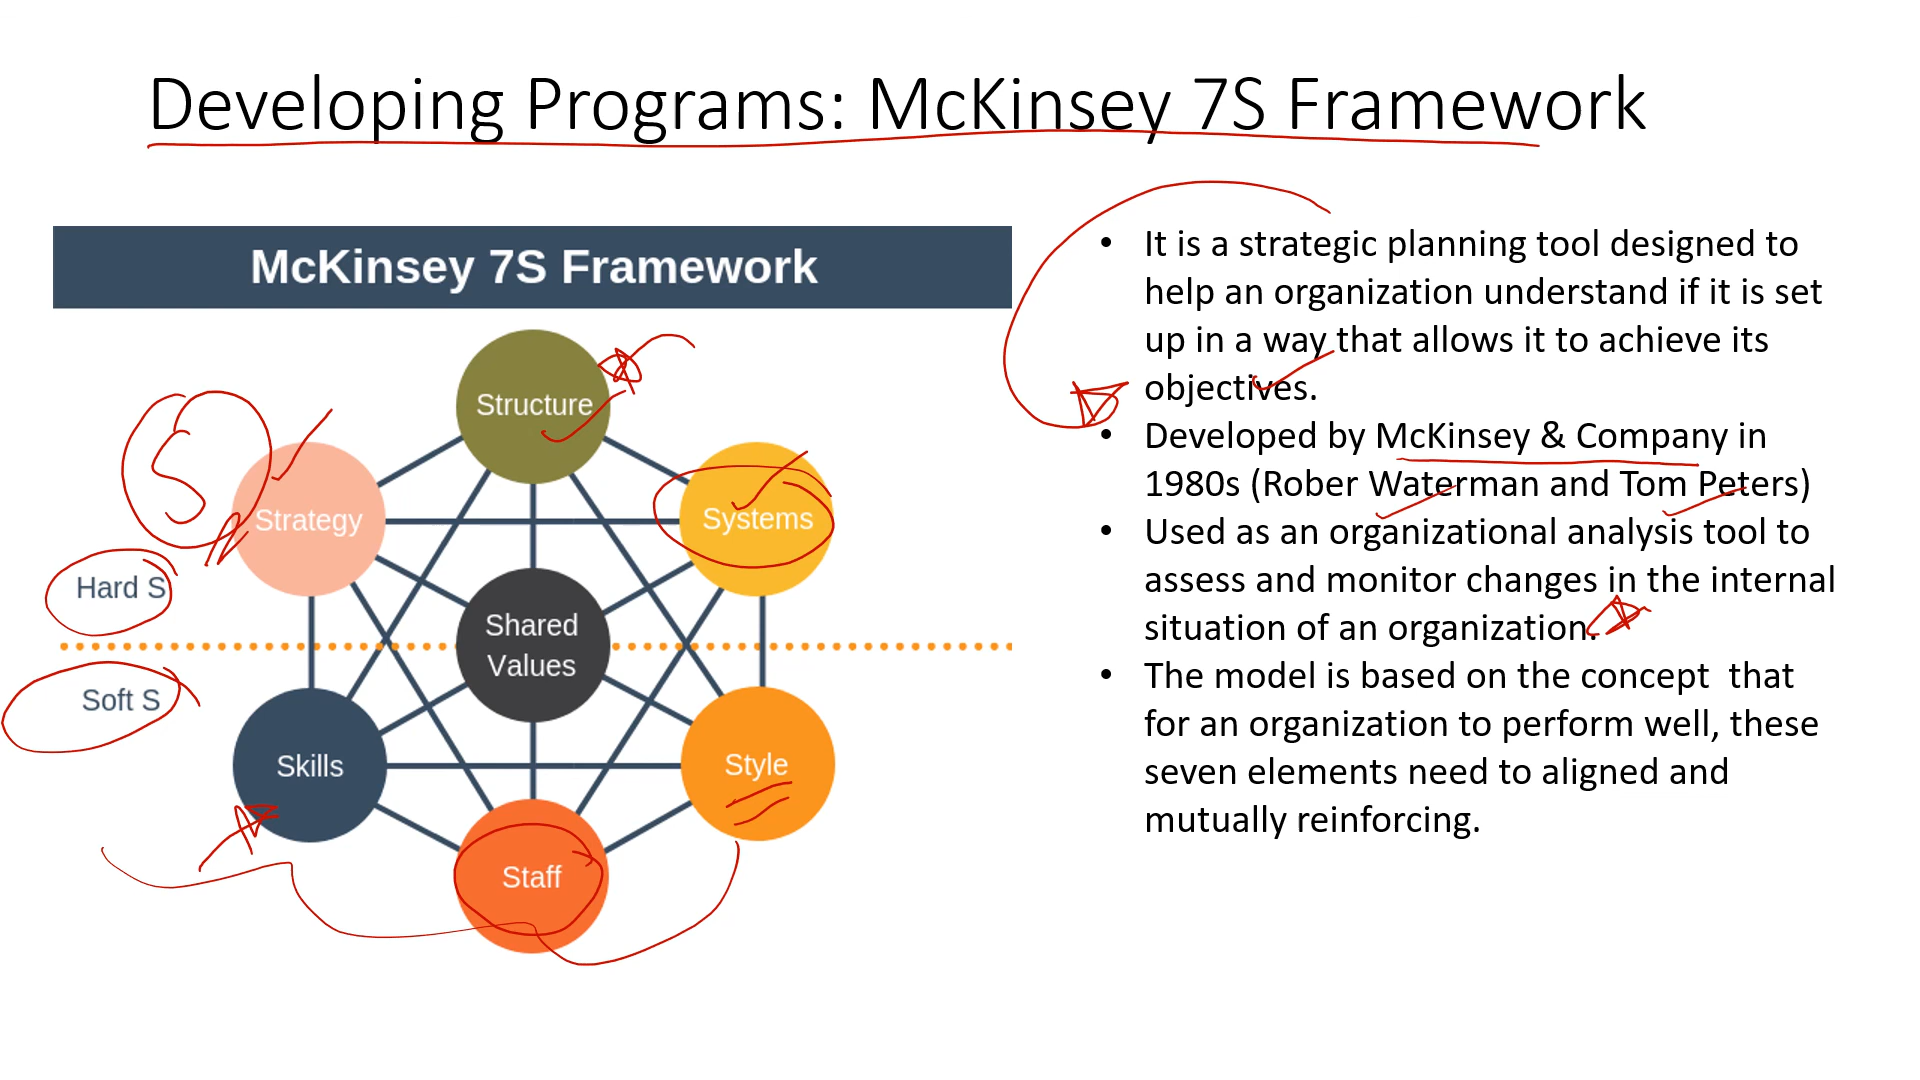 Developing Programs: McKinsey 7S Framework
McKinsey 7S Framework
Structure
Strategy
Systems
Hard S
Shared
Values
Soft S
Skills
Style
Staff
S
• It is a strategic planning tool designed to
help an organization understand if it is set
up in a way that allows it to achieve its
objectives.
• Developed by McKinsey & Company in
1980s (Rober Waterman and Tom Peters)
• Used as an organizational analysis tool to
assess and monitor changes in the internal
situation of an organization.
• The model is based on the concept  that
for an organization to perform well, these
seven elements need to aligned and
mutually reinforcing.